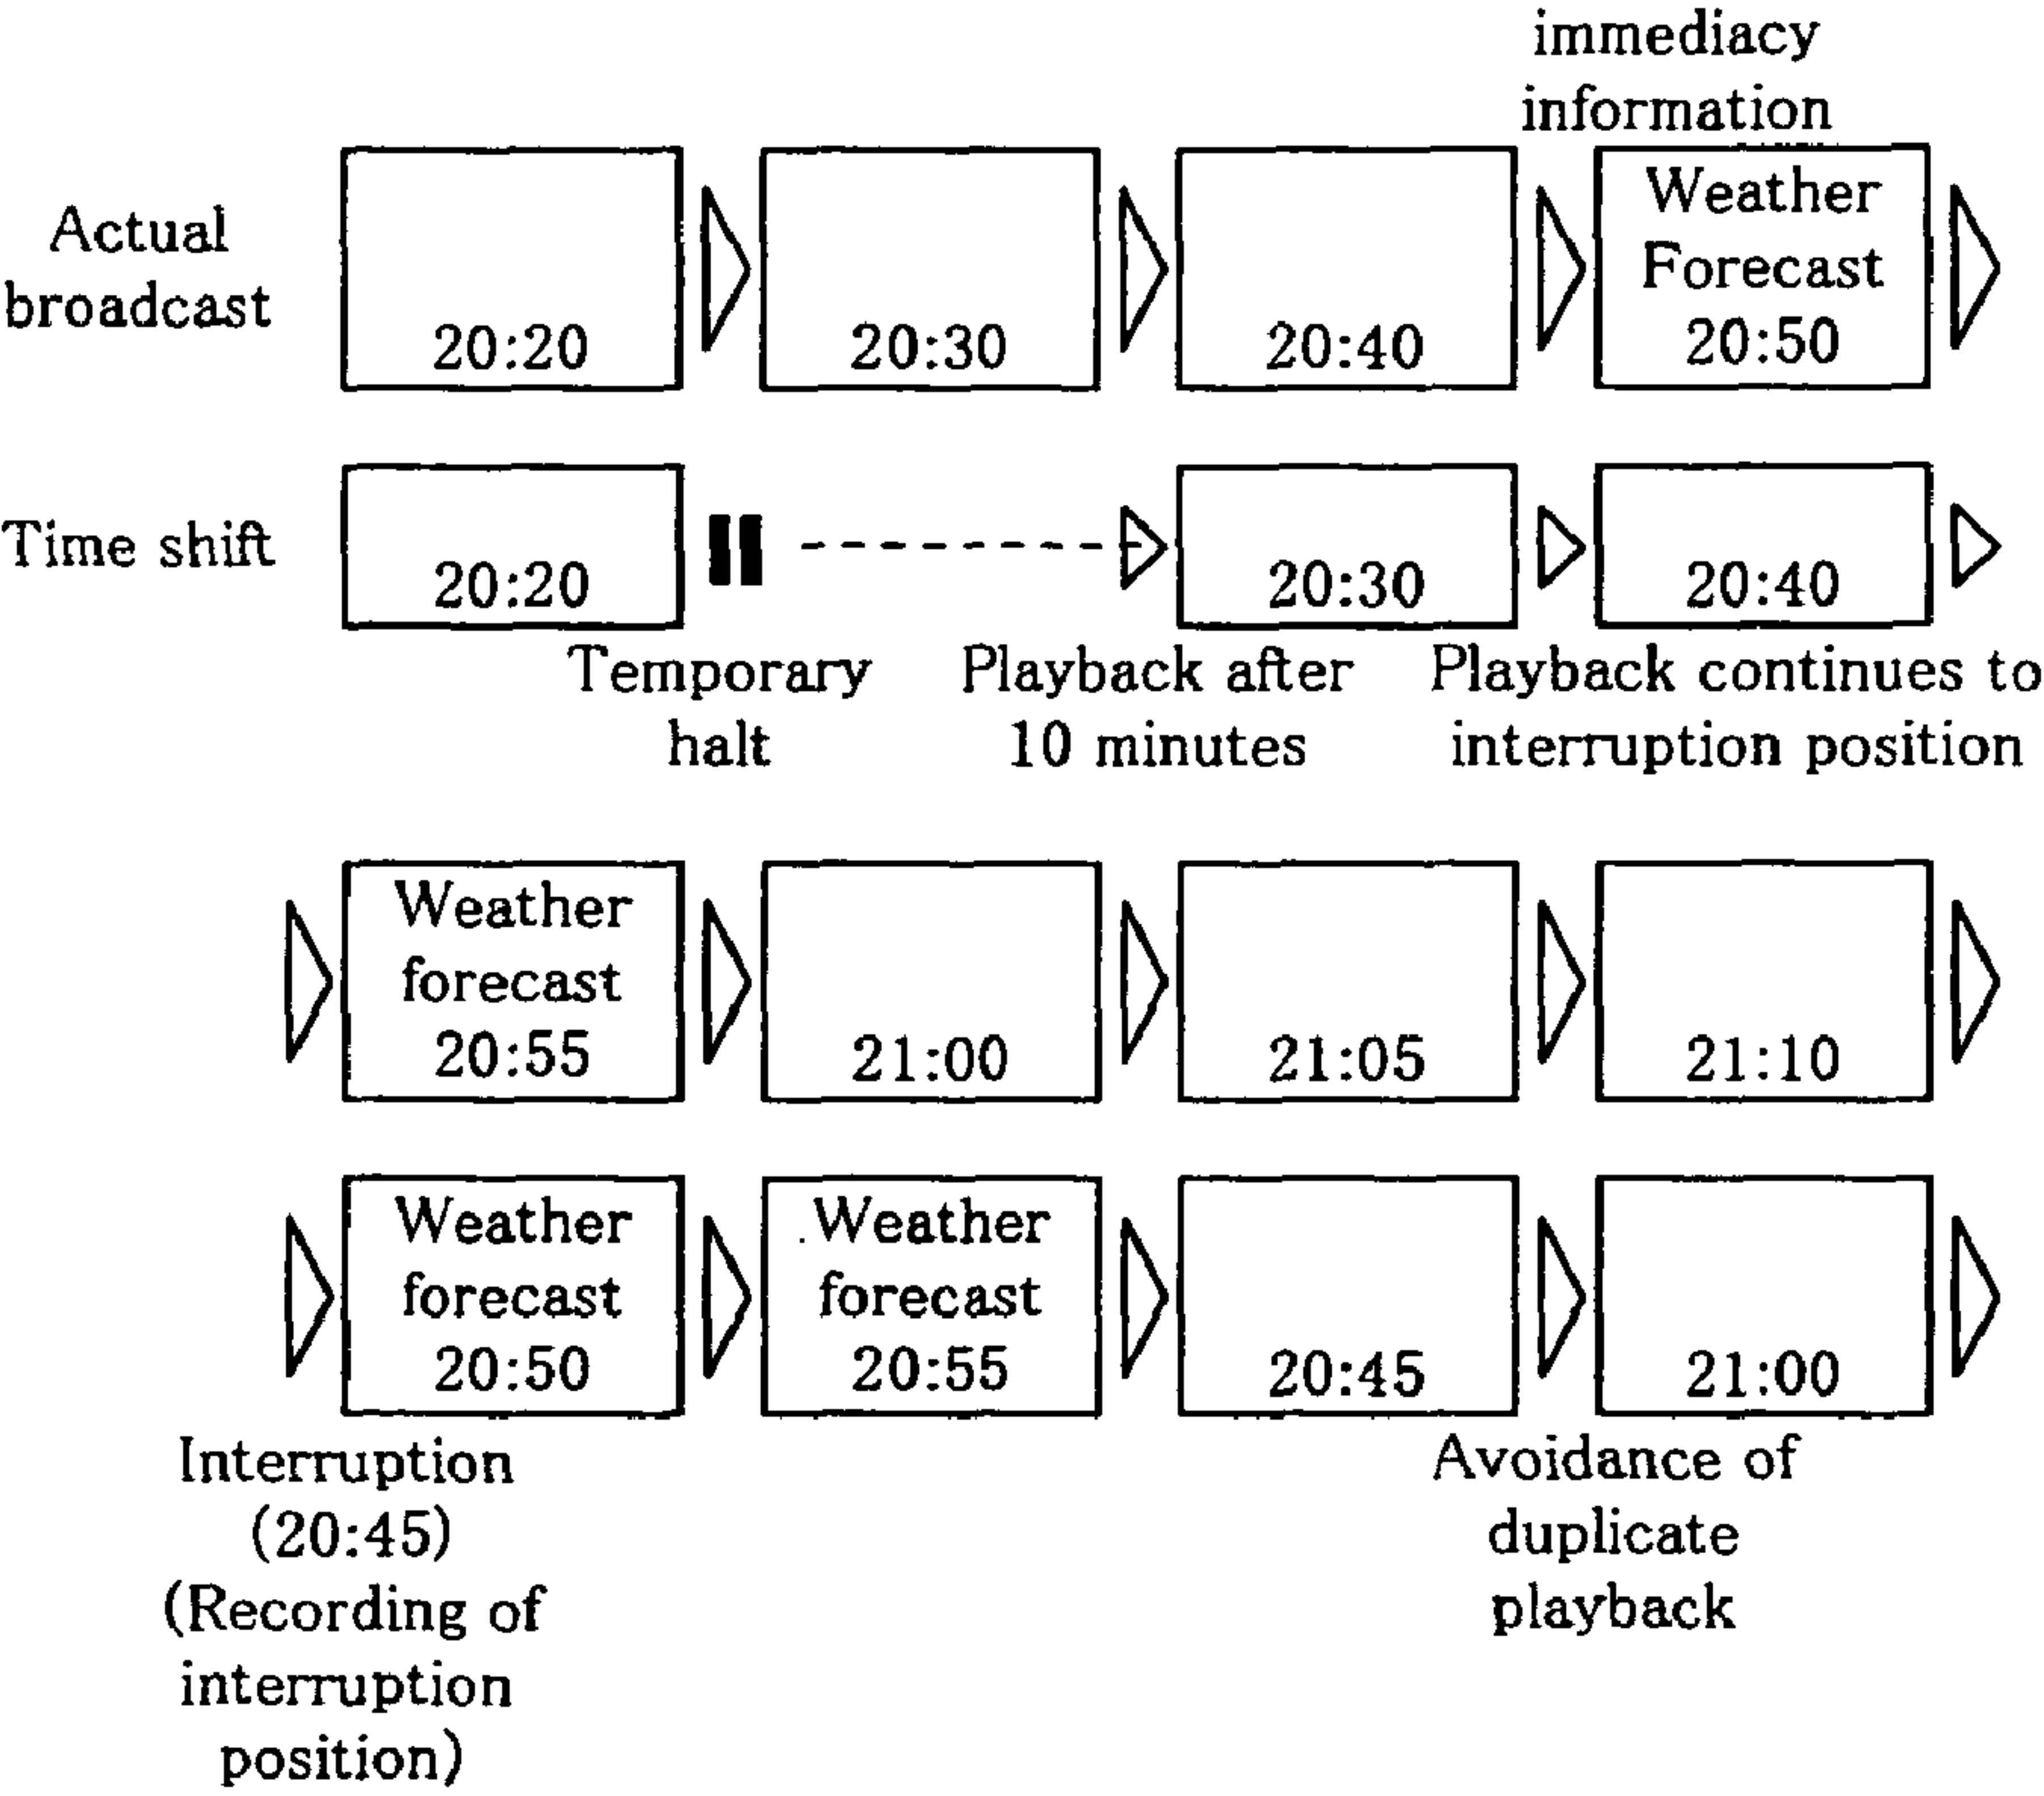 immediacy
information
Actual
broadcast
20:20
20:30
20:40
Weather
Forecast
20:50
Time shift
20:20
20:30
20:40
Temporary
halt
Playback after
10 minutes
Playback continues to
interruption position
Weather
forecast
20:55
21:00
21:05
21:10
Weather
forecast
20:50
Weather
forecast
20:55
20:45
21:00
Interruption
(20:45)
(Recording of
interruption
position)
Avoidance of
duplicate
playback